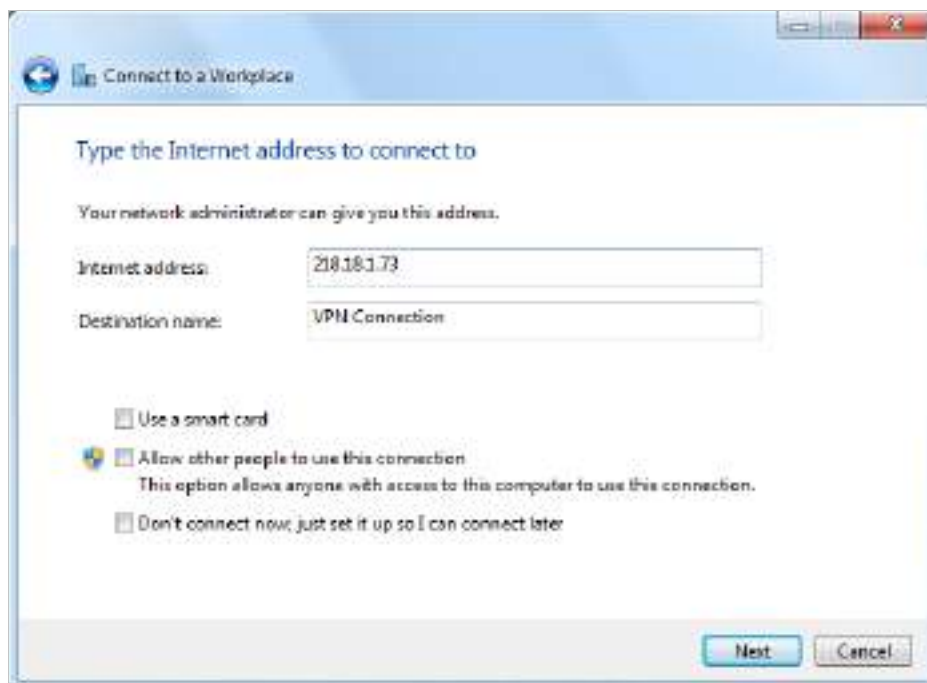 Connect to a Workplace
Type the Internet address to connect to
Your network administrator can give you this address.
Internet address: 218.18.1.73
Destination name: VPN Connection
Use a smart card
Allow other people to use this connection
This option allows anyone with access to this computer to use this connection.
Don't connect now; just set it up so I can connect later
Next Cancel